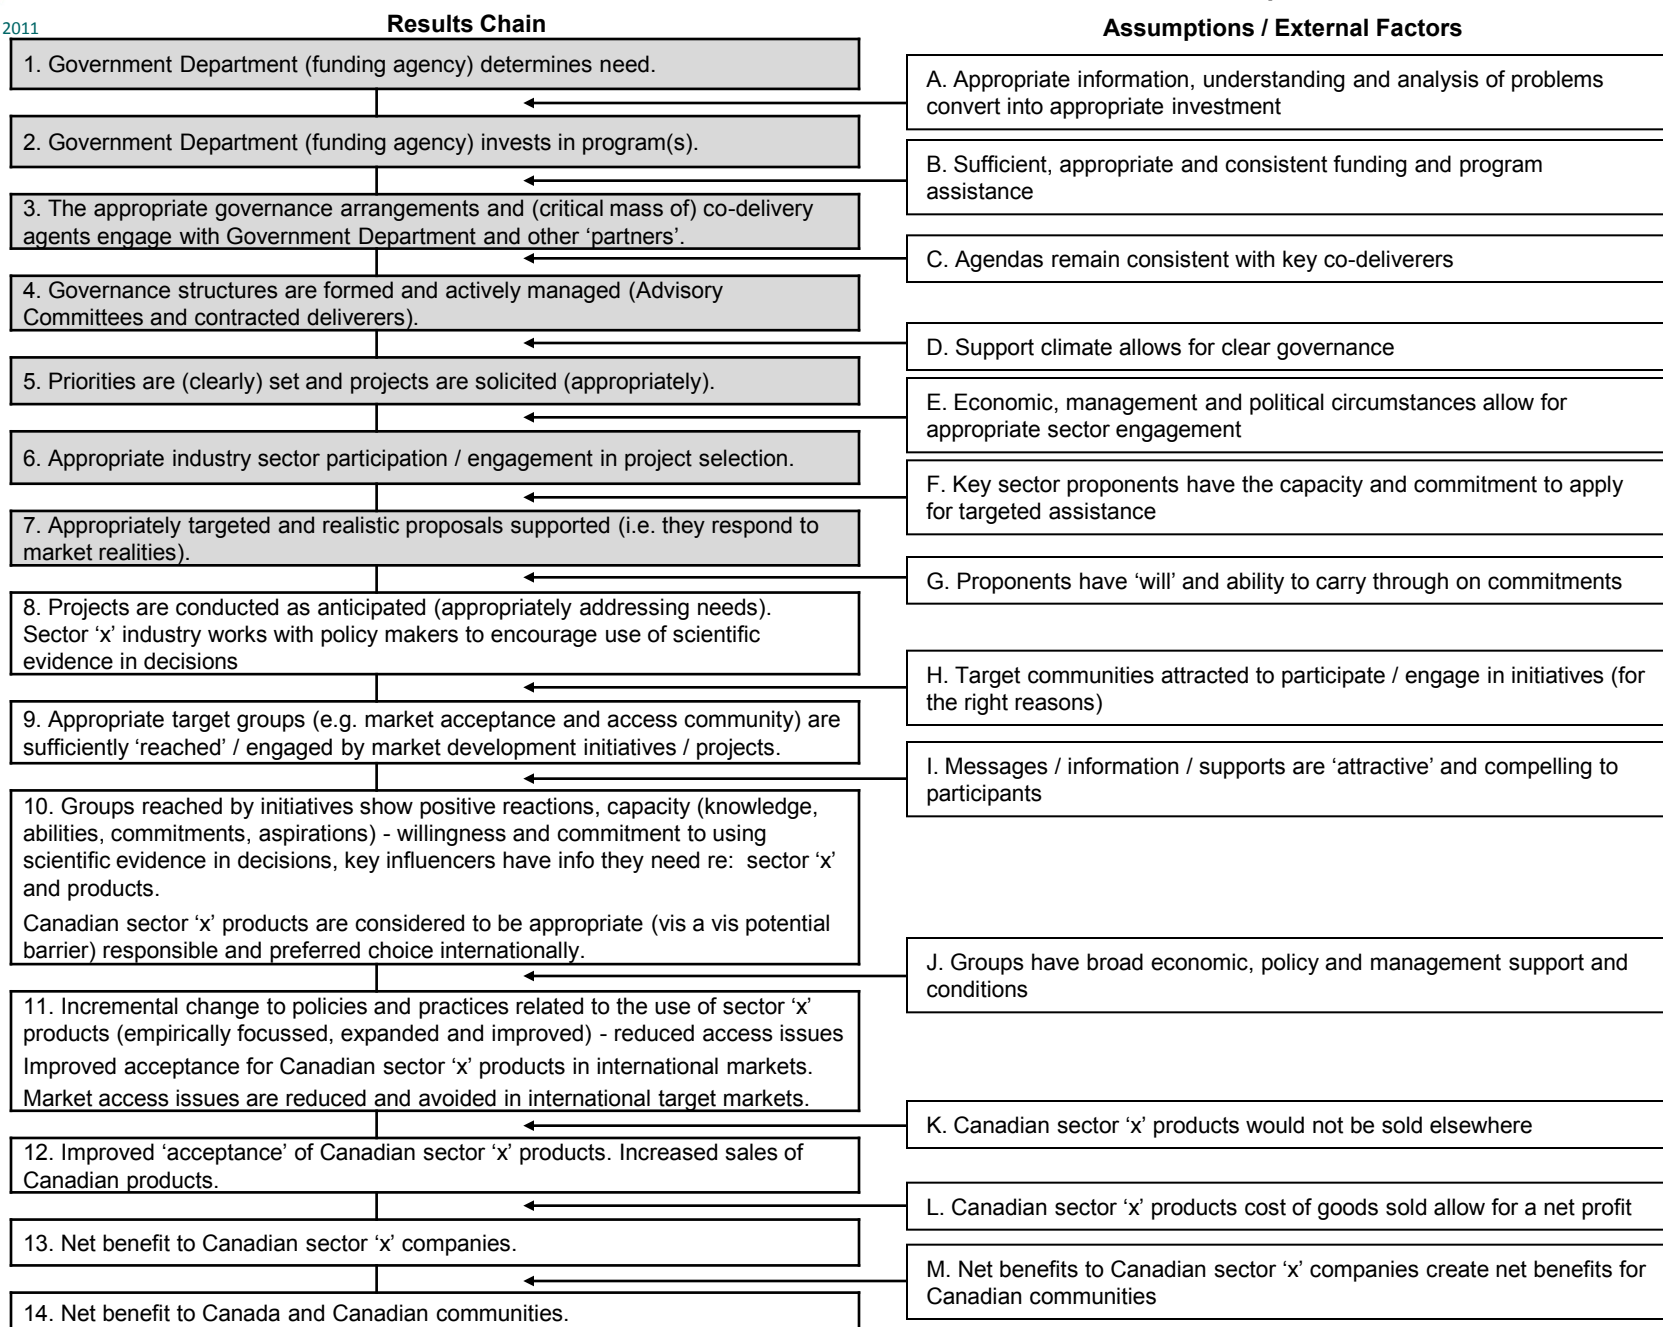 2011
Results Chain
1. Government Department (funding agency) determines need.
2. Government Department (funding agency) invests in program(s).
3. The appropriate governance arrangements and (critical mass of) co-delivery
agents engage with Government Department and other ‘partners’.
4. Governance structures are formed and actively managed (Advisory
Committees and contracted deliverers).
5. Priorities are (clearly) set and projects are solicited (appropriately).
6. Appropriate industry sector participation / engagement in project selection.
7. Appropriately targeted and realistic proposals supported (i.e. they respond to
market realities).
8. Projects are conducted as anticipated (appropriately addressing needs).
Sector ‘x’ industry works with policy makers to encourage use of scientific
evidence in decisions
9. Appropriate target groups (e.g. market acceptance and access community) are
sufficiently ‘reached’ / engaged by market development initiatives / projects.
10. Groups reached by initiatives show positive reactions, capacity (knowledge,
abilities, commitments, aspirations) - willingness and commitment to using
scientific evidence in decisions, key influencers have info they need re: sector ‘x’
and products.
Canadian sector ‘x’ products are considered to be appropriate (vis a vis potential
barrier) responsible and preferred choice internationally.
11. Incremental change to policies and practices related to the use of sector ‘x’
products (empirically focussed, expanded and improved) - reduced access issues
Improved acceptance for Canadian sector ‘x’ products in international markets.
Market access issues are reduced and avoided in international target markets.
12. Improved ‘acceptance’ of Canadian sector ‘x’ products. Increased sales of
Canadian products.
13. Net benefit to Canadian sector ‘x’ companies.
14. Net benefit to Canada and Canadian communities.
Assumptions / External Factors
A. Appropriate information, understanding and analysis of problems
convert into appropriate investment
B. Sufficient, appropriate and consistent funding and program
assistance
C. Agendas remain consistent with key co-deliverers
D. Support climate allows for clear governance
E. Economic, management and political circumstances allow for
appropriate sector engagement
F. Key sector proponents have the capacity and commitment to apply
for targeted assistance
G. Proponents have ‘will’ and ability to carry through on commitments
H. Target communities attracted to participate / engage in initiatives (for
the right reasons)
I. Messages / information / supports are ‘attractive’ and compelling to
participants
J. Groups have broad economic, policy and management support and
conditions
K. Canadian sector ‘x’ products would not be sold elsewhere
L. Canadian sector ‘x’ products cost of goods sold allow for a net profit
M. Net benefits to Canadian sector ‘x’ companies create net benefits for
Canadian communities